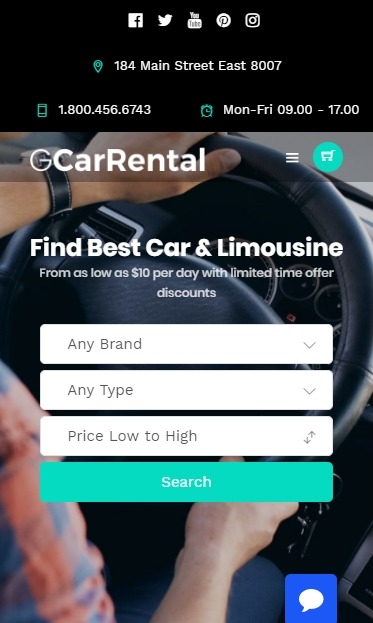 You
Tube
184 Main Street East 8007
1.800.456.6743
Mon-Fri 09.00 - 17.00
GCarRental
Find Best Car & Limousine
From as low as $10 per day with limited time offer
discounts
Any Brand
Any Type
Price Low to High
Search